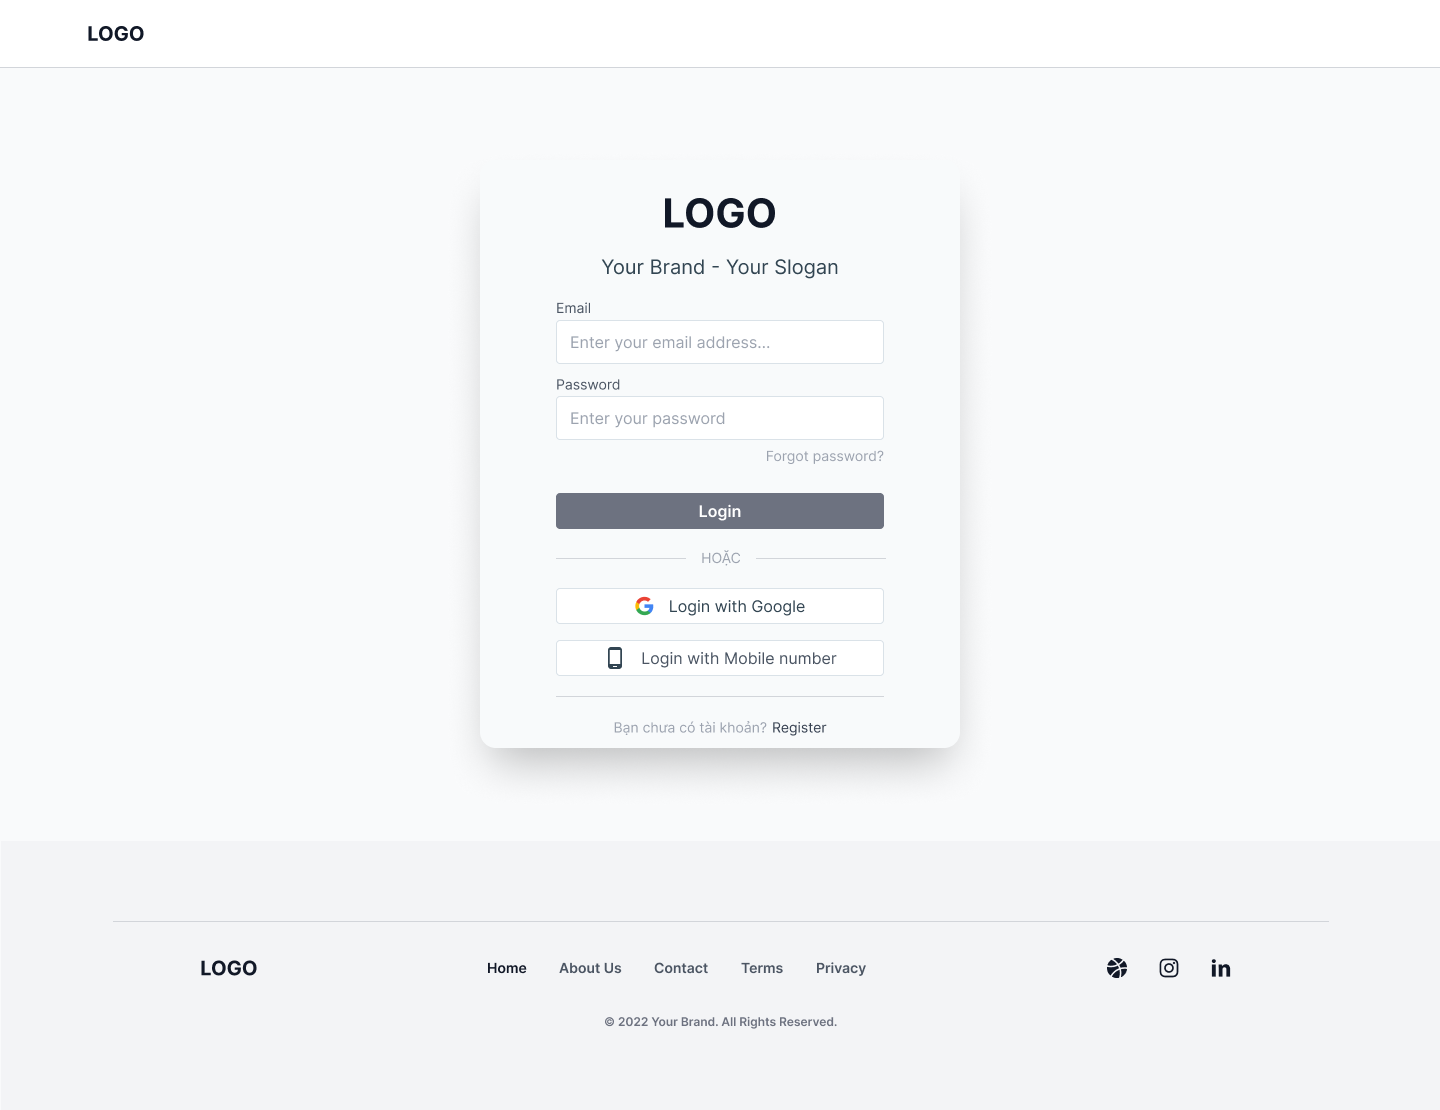 LOGO
LOGO
Your Brand - Your Slogan
Email
Enter your email address...
Password
Enter your password
Forgot password?
Login
HOẶC
Login with Google
Login with Mobile number
Bạn chưa có tài khoản? Register
LOGO Home About Us Contact Terms Privacy in
© 2022 Your Brand. All Rights Reserved.